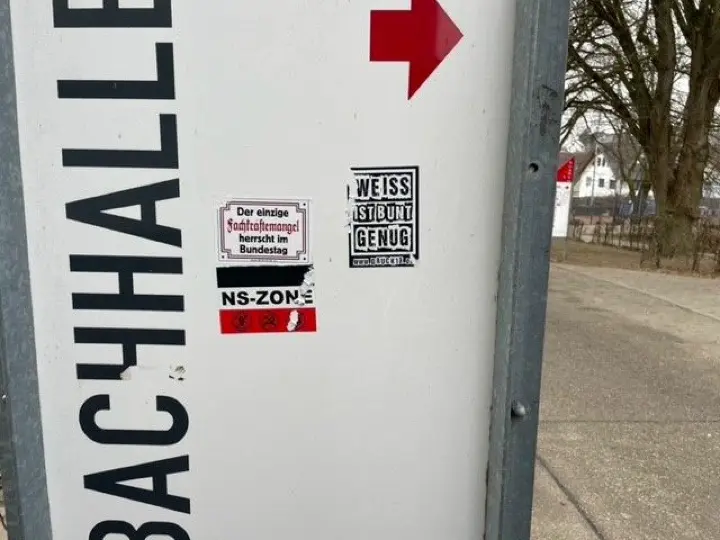 BACHHALLE
Der einzige
Fachkräftemangel
herrscht im
Bundestag
NS-ZONE
WEISS
IST BUNT
GENUG